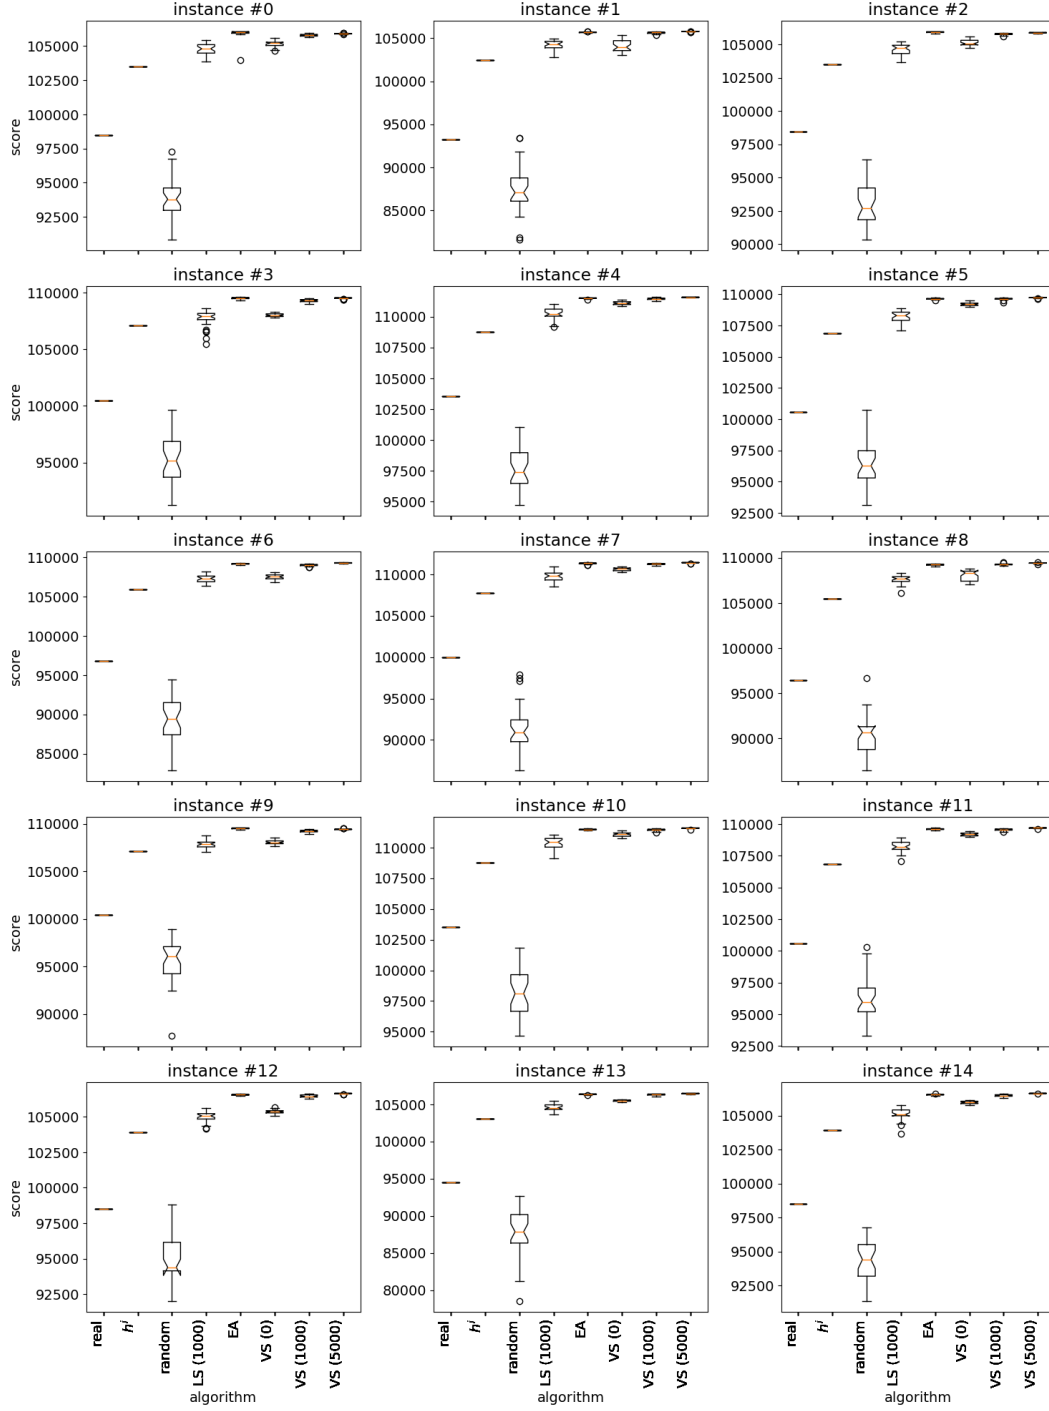 instance #0
105000
102500
100000
97500
95000
92500
score
instance #1
105000
100000
95000
90000
85000
instance #2
105000
102500
100000
97500
95000
92500
90000
instance #3
110000
105000
100000
95000
score
instance #4
110000
107500
105000
102500
100000
97500
95000
instance #5
110000
107500
105000
102500
100000
97500
95000
92500
instance #6
110000
105000
100000
95000
90000
85000
score
instance #7
110000
105000
100000
95000
90000
instance #8
110000
105000
100000
95000
90000
instance #9
110000
105000
100000
95000
90000
score
instance #10
110000
107500
105000
102500
100000
97500
95000
instance #11
110000
107500
105000
102500
100000
97500
95000
92500
instance #12
105000
102500
100000
97500
95000
92500
score
real
hⁱ
random
LS (1000)
EA
VS (0)
VS (1000)
VS (5000)
algorithm
instance #13
105000
100000
95000
90000
85000
80000
real
hⁱ
random
LS (1000)
EA
VS (0)
VS (1000)
VS (5000)
algorithm
instance #14
105000
102500
100000
97500
95000
92500
real
hⁱ
random
LS (1000)
EA
VS (0)
VS (1000)
VS (5000)
algorithm